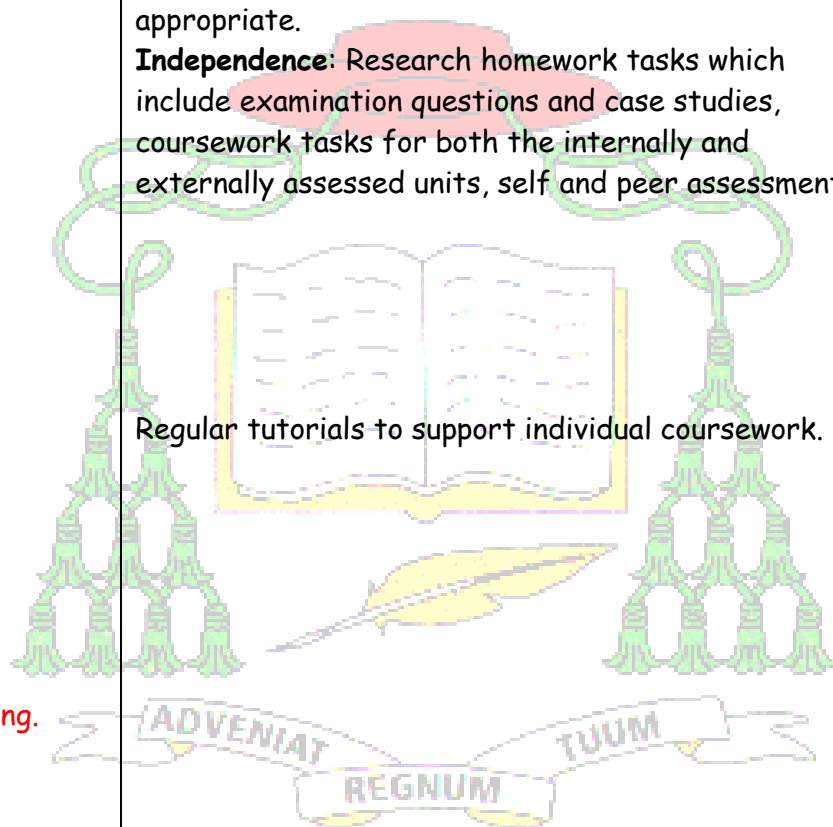 appropriate.
Independence: Research homework tasks which
include examination questions and case studies,
coursework tasks for both the internally and
externally assessed units, self and peer assessment
Regular tutorials to support individual coursework.
ng.
ADVENIAT
REGNUM
TUUM